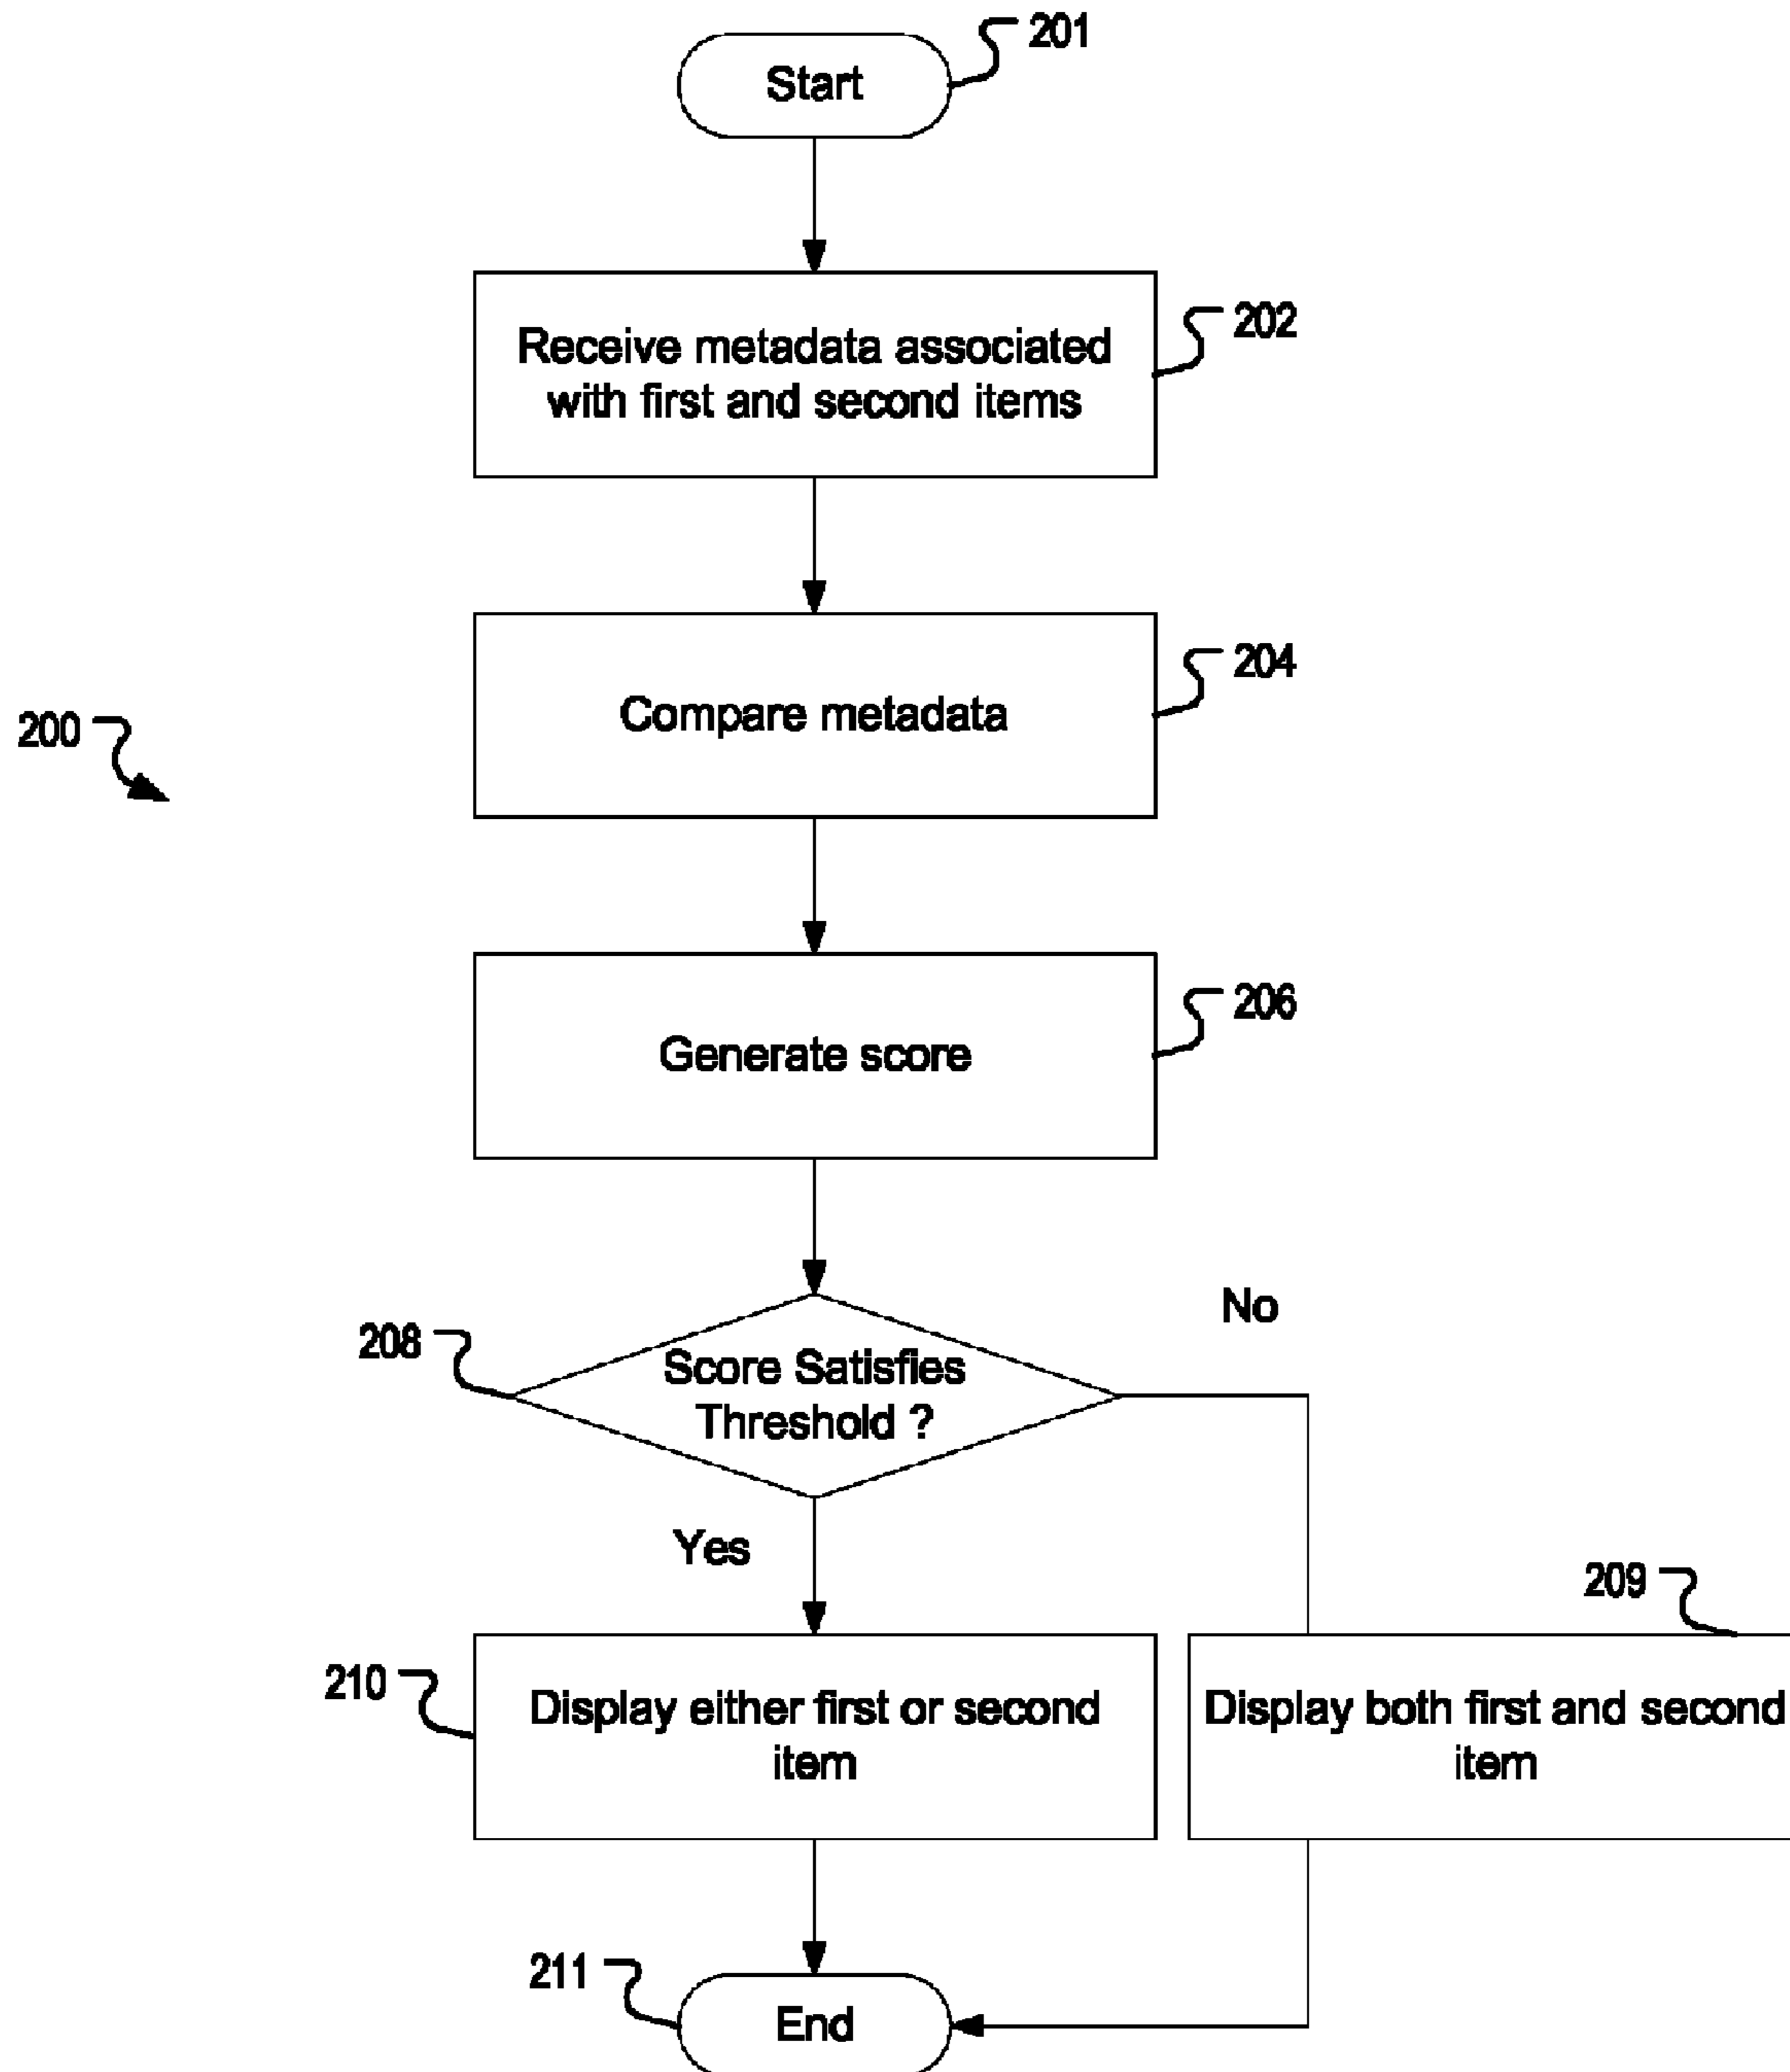 Start
201
Receive metadata associated
with first and second items
202
Compare metadata
204
200
Generate score
206
Score Satisfies
Threshold ?
208
No
Yes
209
Display either first or second
item
210
Display both first and second
item
End
211